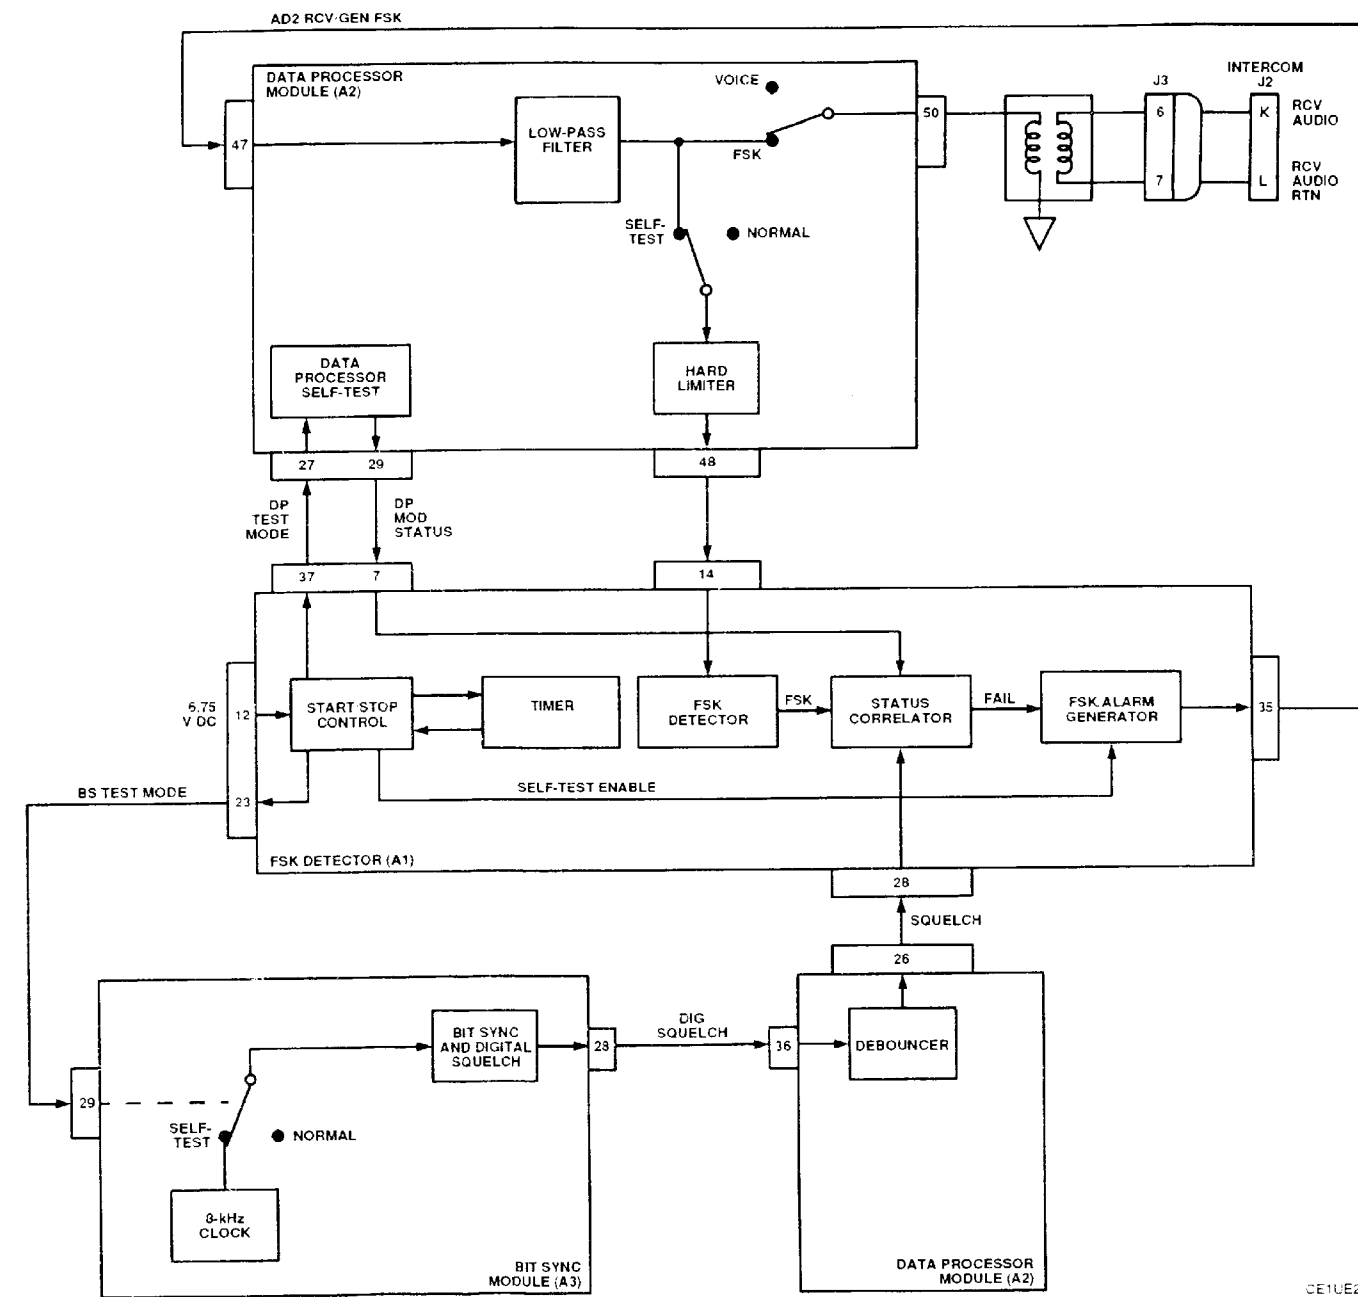 AD2 RCV-GEN FSK
DATA PROCESSOR
MODULE (A2)
VOICE
INTERCOM
J3
J2
47
LOW-PASS
FILTER
FSK
50
6
K
RCV
AUDIO
7
L
RCV
AUDIO
RTN
SELF-
TEST
NORMAL
DATA
PROCESSOR
SELF-TEST
HARD
LIMITER
27
29
48
DP
TEST
MODE
DP
MOD
STATUS
37
7
14
6.75
V DC
12
START/STOP
CONTROL
TIMER
FSK
DETECTOR
FSK
STATUS
CORRELATOR
FAIL
FSK ALARM
GENERATOR
35
BS TEST MODE
23
SELF-TEST ENABLE
FSK DETECTOR (A1)
28
SQUELCH
26
BIT SYNC
AND DIGITAL
SQUELCH
28
DIG
SQUELCH
36
DEBOUNCER
29
SELF-
TEST
NORMAL
8-kHz
CLOCK
BIT SYNC
MODULE (A3)
DATA PROCESSOR
MODULE (A2)
CE1UE2